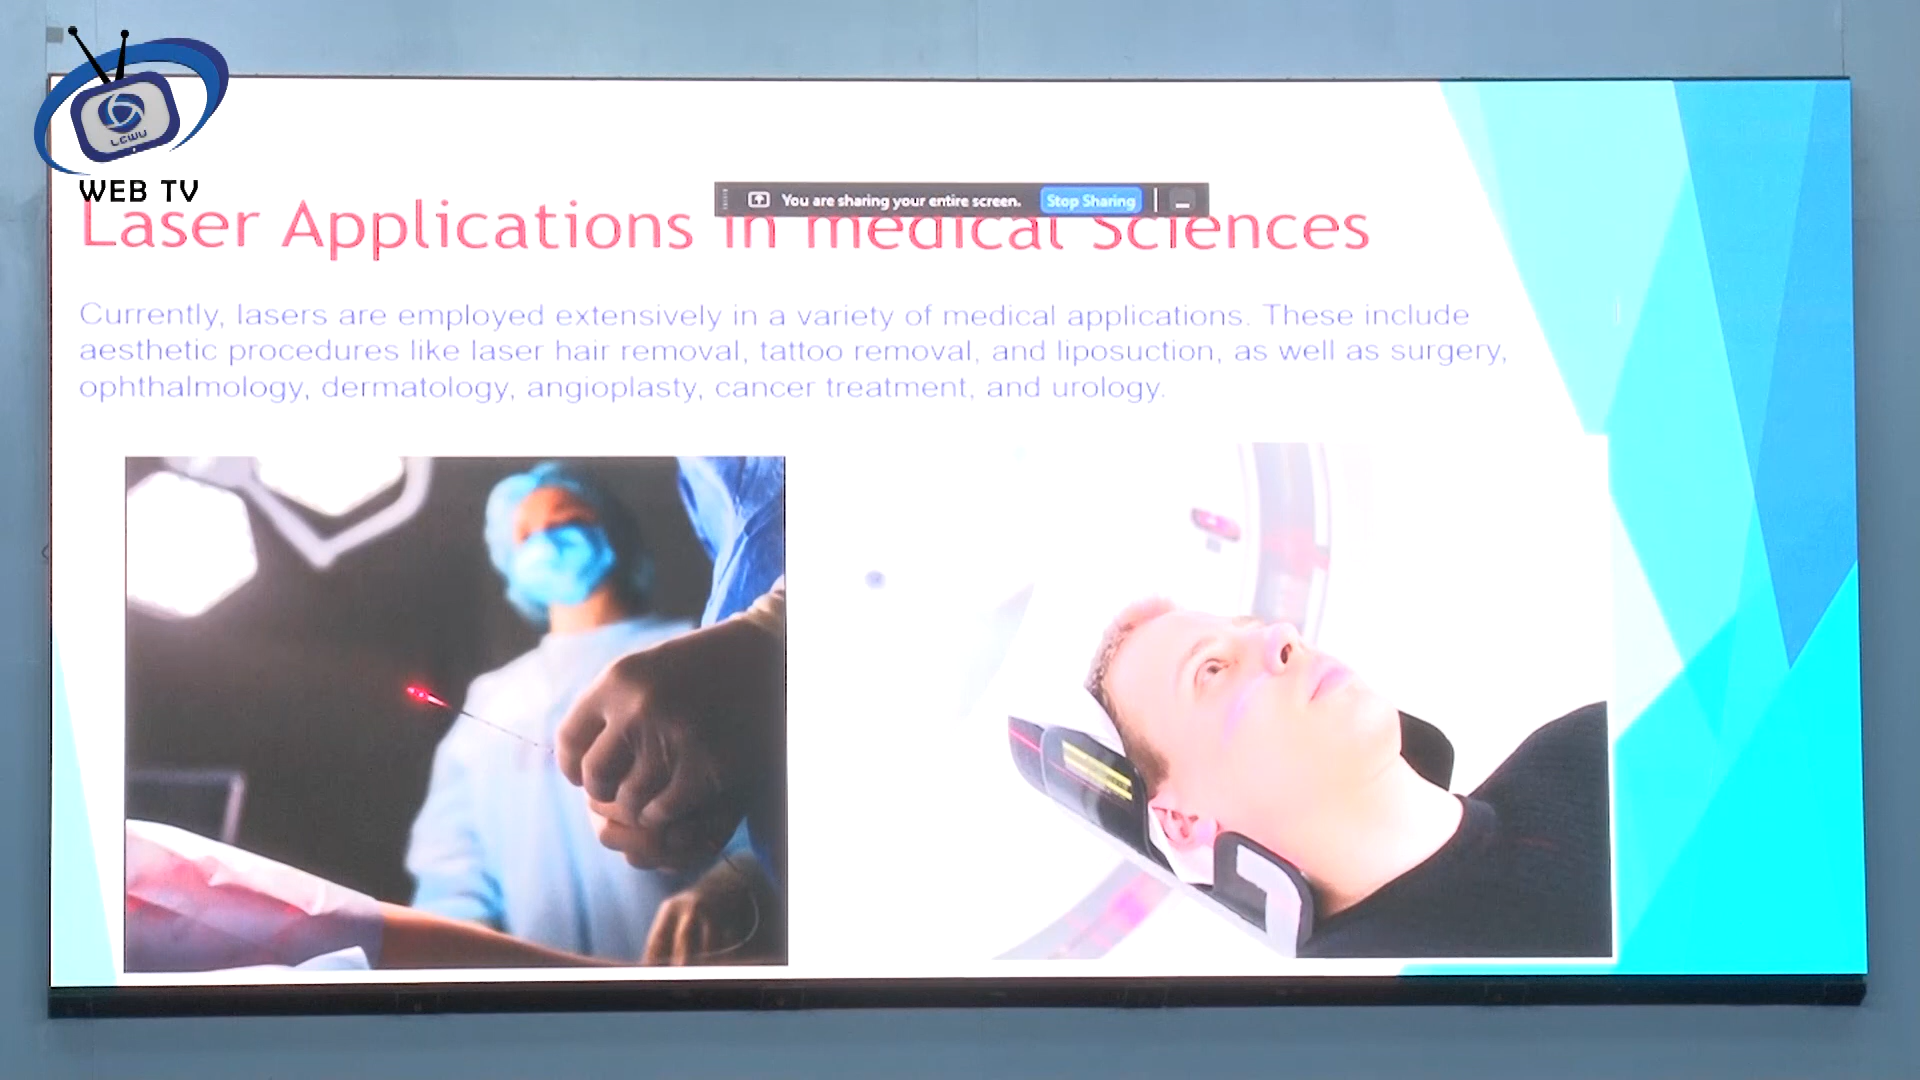 LCWU
WEB TV
You are sharing your entire screen. Stop Sharing
Laser Applications in medical Sciences
Currently, lasers are employed extensively in a variety of medical applications. These include
aesthetic procedures like laser hair removal, tattoo removal, and liposuction, as well as surgery,
ophthalmology, dermatology, angioplasty, cancer treatment, and urology.